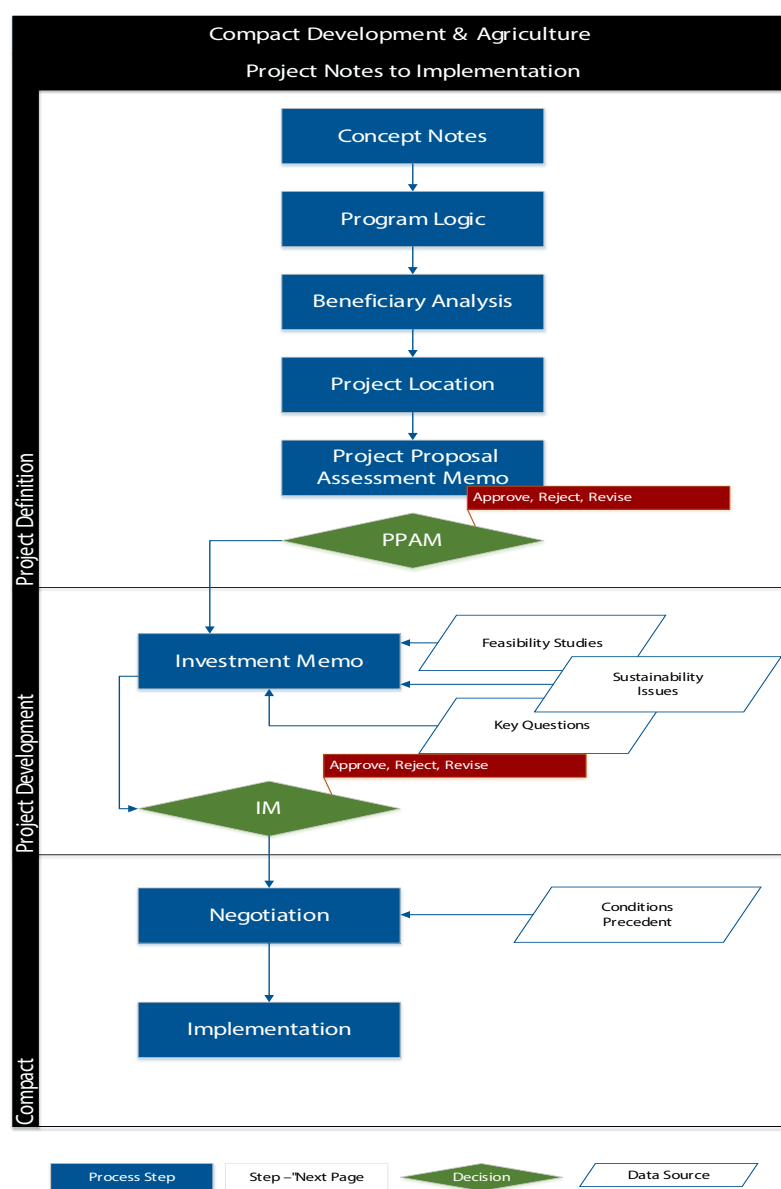 Compact Development & Agriculture
Project Notes to Implementation
Project Definition
Concept Notes
Program Logic
Beneficiary Analysis
Project Location
Project Proposal
Assessment Memo
Approve, Reject, Revise
PPAM
Project Development
Investment Memo
Feasibility Studies
Sustainability
Issues
Key Questions
Approve, Reject, Revise
IM
Compact
Negotiation
Conditions
Precedent
Implementation
Process Step
Step –"Next Page
Decision
Data Source